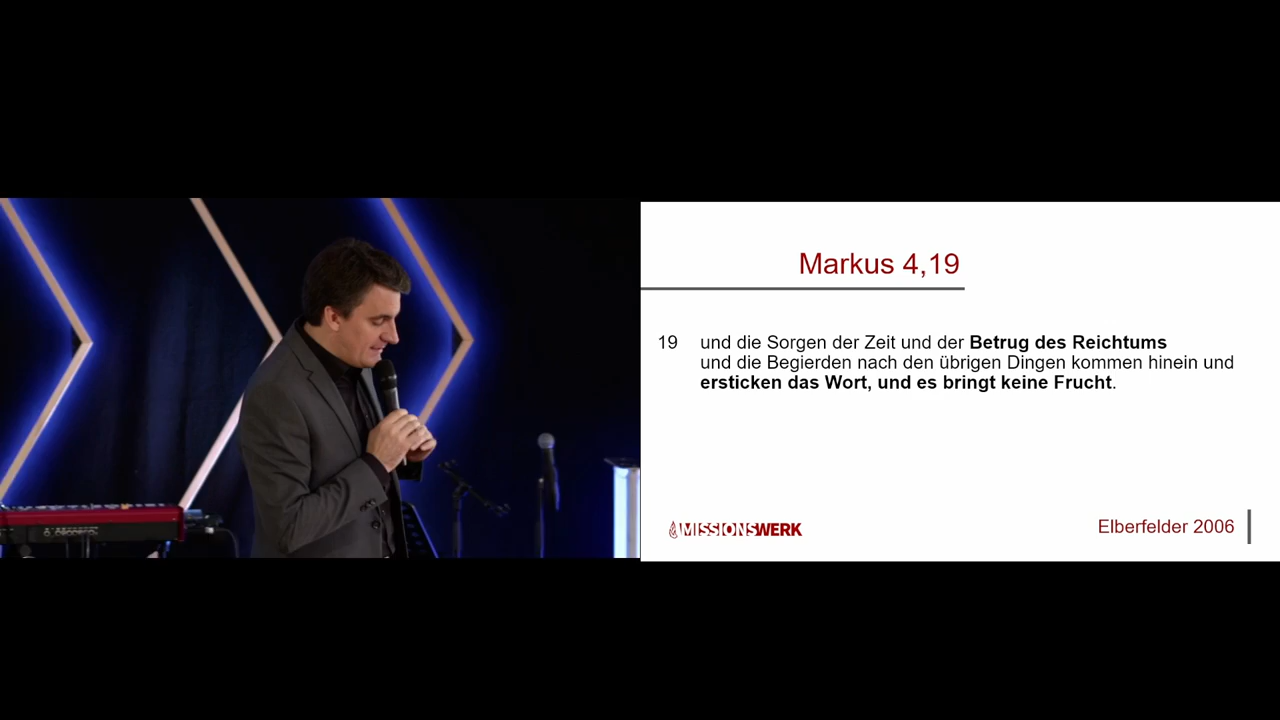 Markus 4,19
19 und die Sorgen der Zeit und der Betrug des Reichtums
und die Begierden nach den übrigen Dingen kommen hinein und
ersticken das Wort, und es bringt keine Frucht.
MISSIONSWERK
Elberfelder 2006